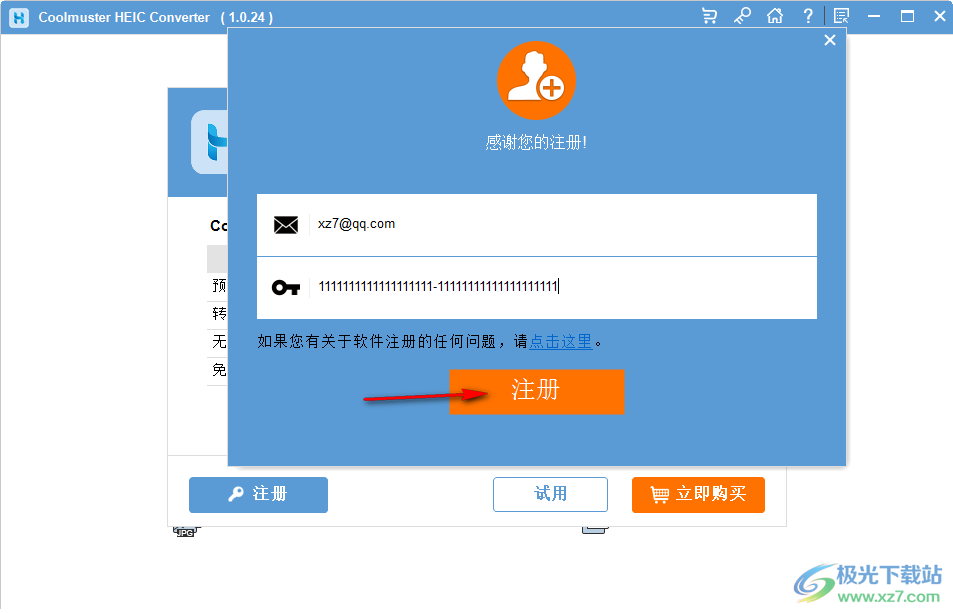 Coolmuster HEIC Converter ( 1.0.24 )
感谢您的注册!
xz7@qq.com
1111111111111111111-11111111111111111111
如果您有关于软件注册的任何问题，请点击这里。
注册
Co
预
转
无
免
注册
试用
立即购买
JPG
极光下载站
www.xz7.com